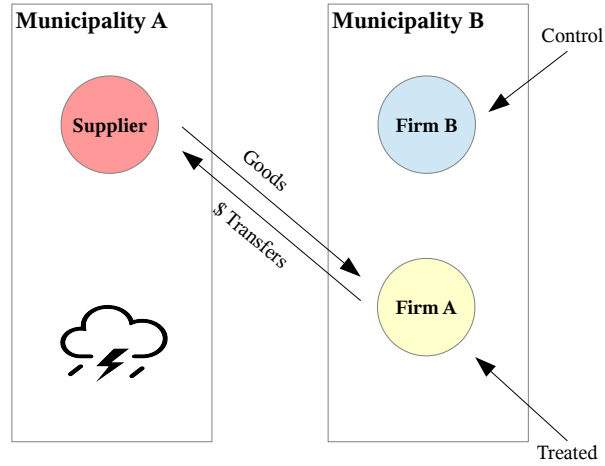 Municipality A
Municipality B
Control
Supplier
Firm B
Goods
$ Transfers
Firm A
Treated